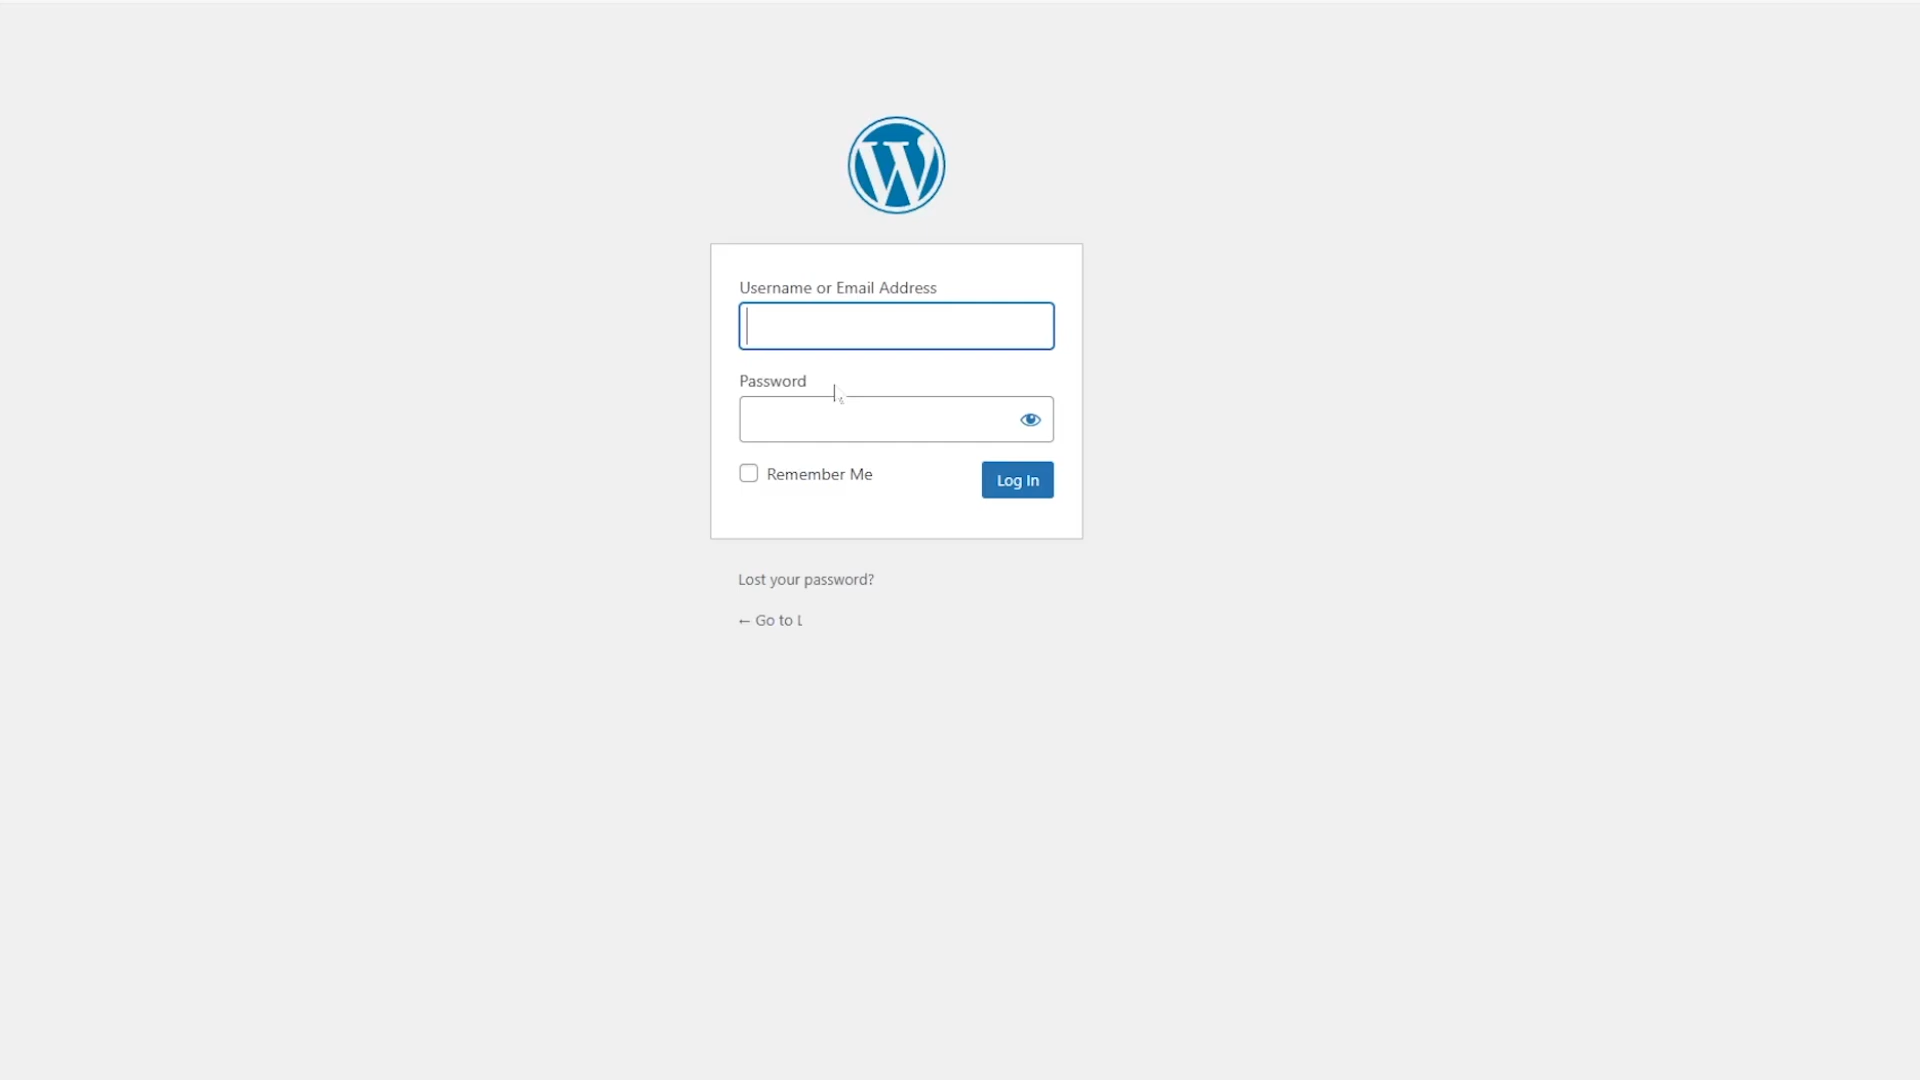 Username or Email Address
Password
Remember Me
Log In
Lost your password?
← Go to